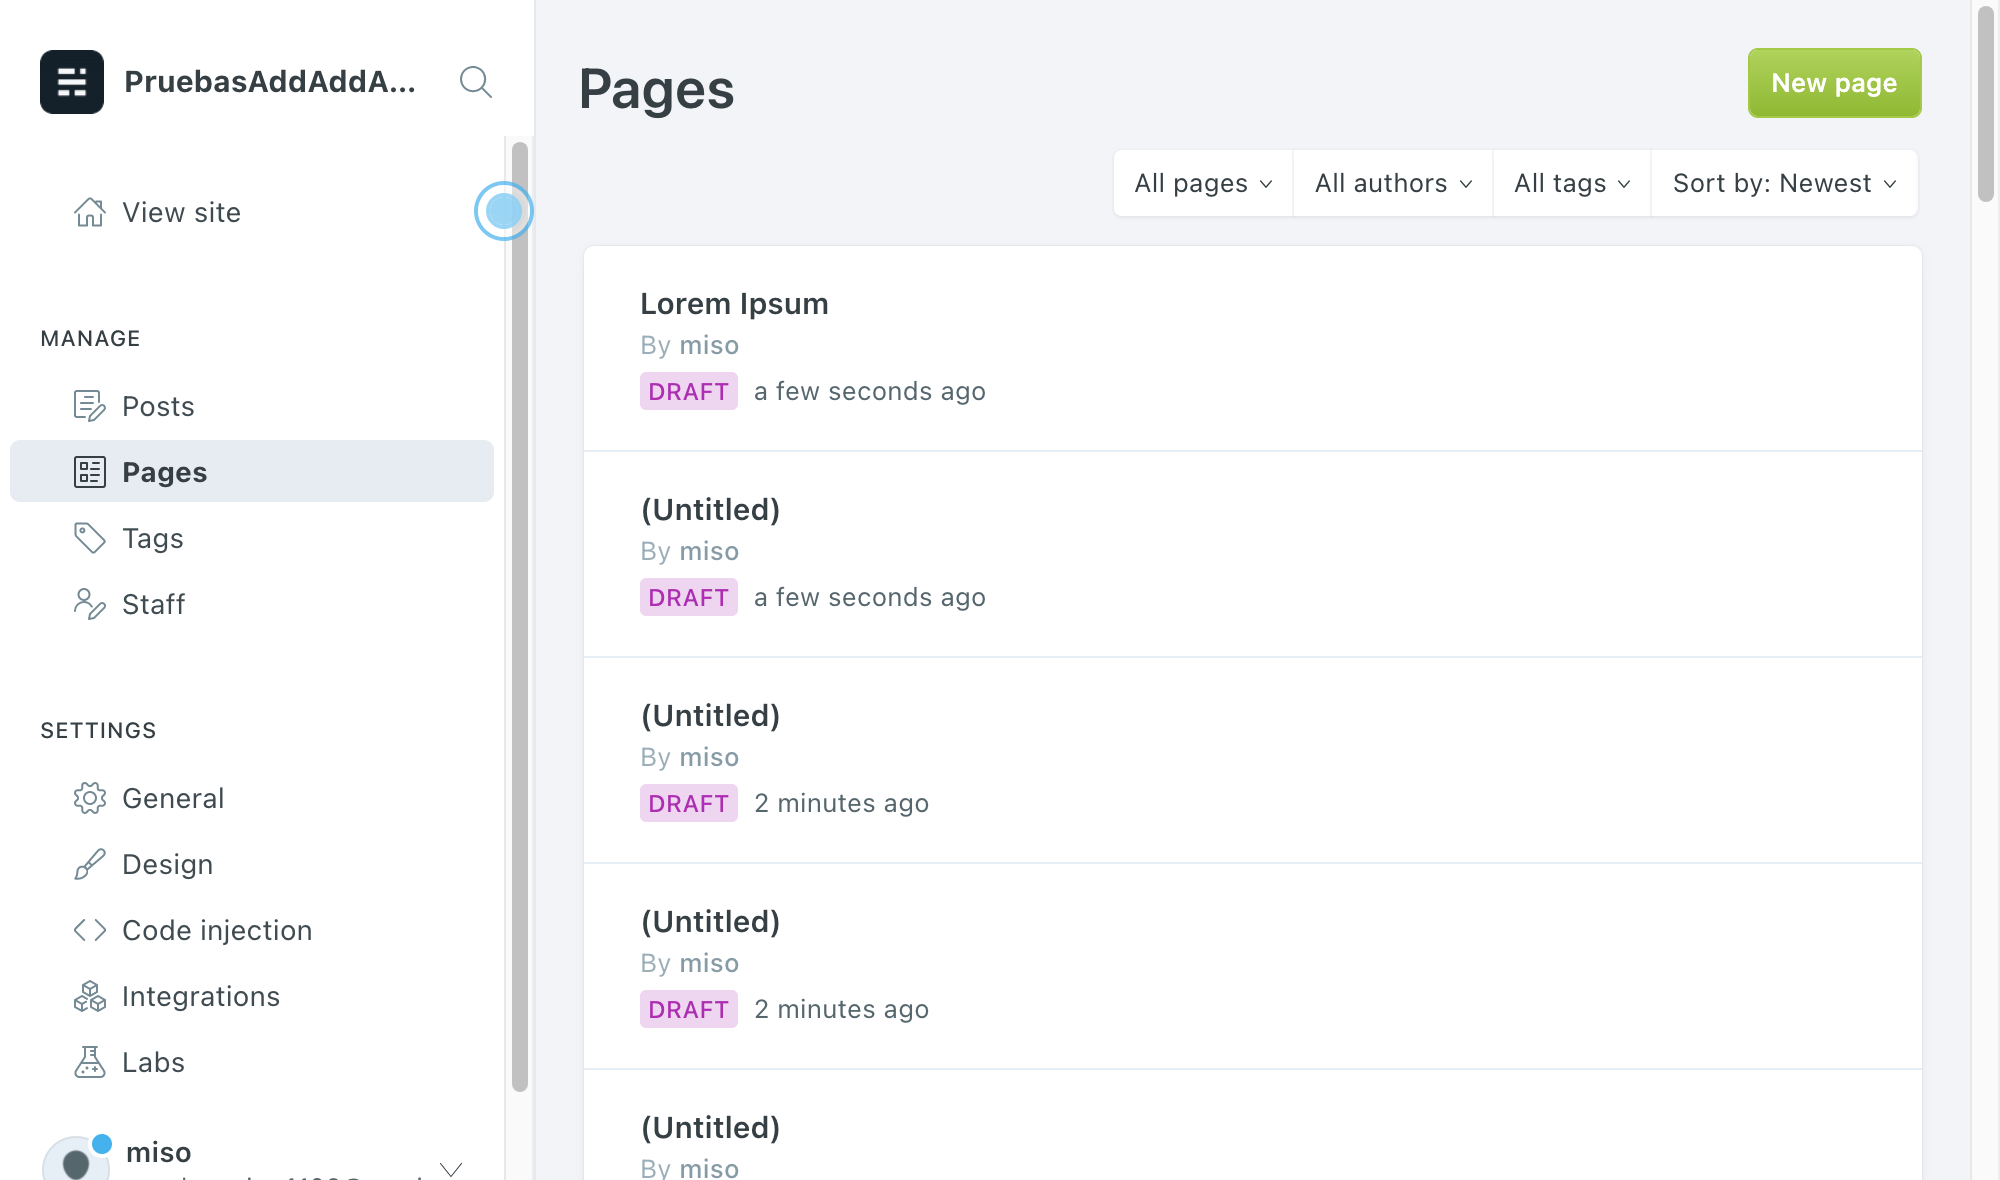 PruebasAddAddA...
View site
MANAGE
Posts
Pages
Tags
Staff
SETTINGS
General
Design
Code injection
Integrations
Labs
miso
Pages
New page
All pages
All authors
All tags
Sort by: Newest
Lorem Ipsum
By miso
DRAFT a few seconds ago
(Untitled)
By miso
DRAFT a few seconds ago
(Untitled)
By miso
DRAFT 2 minutes ago
(Untitled)
By miso
DRAFT 2 minutes ago
(Untitled)
By miso